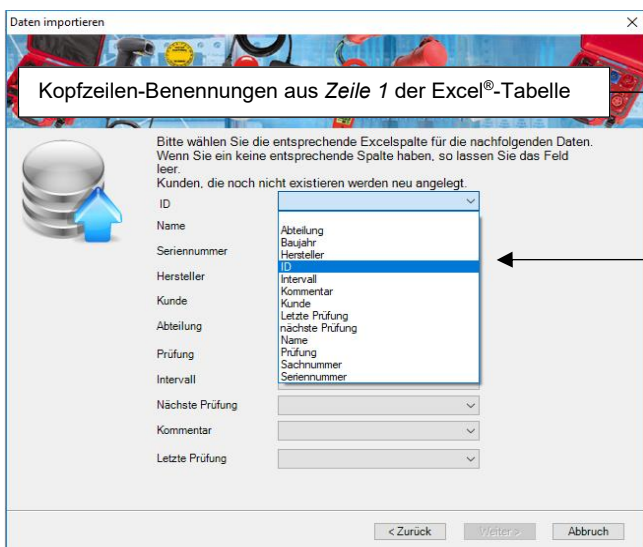 Daten importieren
Kopfzeilen-Benennungen aus Zeile 1 der Excel®-Tabelle
Bitte wählen Sie die entsprechende Excelspalte für die nachfolgenden Daten.
Wenn Sie ein keine entsprechende Spalte haben, so lassen Sie das Feld
leer.
Kunden, die noch nicht existieren werden neu angelegt.
ID
Name
Seriennummer
Hersteller
Kunde
Abteilung
Prüfung
Intervall
Nächste Prüfung
Kommentar
Letzte Prüfung
Abteilung
Baujahr
Hersteller
ID
Intervall
Kommentar
Kunde
Letzte Prüfung
nächste Prüfung
Name
Prüfung
Sachnummer
Seriennummer
< Zurück
Weiter >
Abbruch